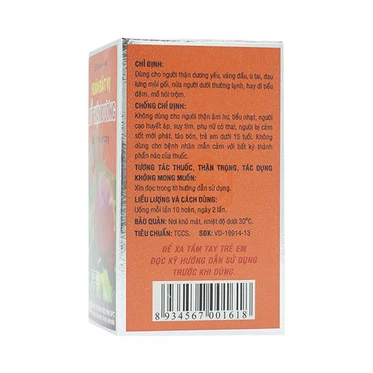 CHỈ ĐỊNH:
Dùng cho người thận dương yếu, váng đầu, ù tai, đau
lưng mỏi gối, nửa người dưới thường lạnh, hay đi tiểu
đêm, mồ hôi trộm.
CHỐNG CHỈ ĐỊNH:
Không dùng cho người thận âm hư, tiểu nhạt, người
cao huyết áp, suy tim, phụ nữ có thai, người bị cảm
sốt mới phát, táo bón, trẻ em dưới 15 tuổi. Không
dùng cho bệnh nhân mẫn cảm với bất kỳ thành
phần nào của thuốc.
TƯƠNG TÁC THUỐC, THẬN TRỌNG, TÁC DỤNG
KHÔNG MONG MUỐN:
Xin đọc trong tờ hướng dẫn sử dụng.
LIỀU LƯỢNG VÀ CÁCH DÙNG:
Uống mỗi lần 10 hoàn, ngày 2 lần.
BẢO QUẢN: Nơi khô mát, nhiệt độ dưới 30°C.
TIÊU CHUẨN: TCCS. SĐK: VD-19914-13
ĐỂ XA TẦM TAY TRẺ EM
ĐỌC KỸ HƯỚNG DẪN SỬ DỤNG
TRƯỚC KHI DÙNG.
8 934567 001618